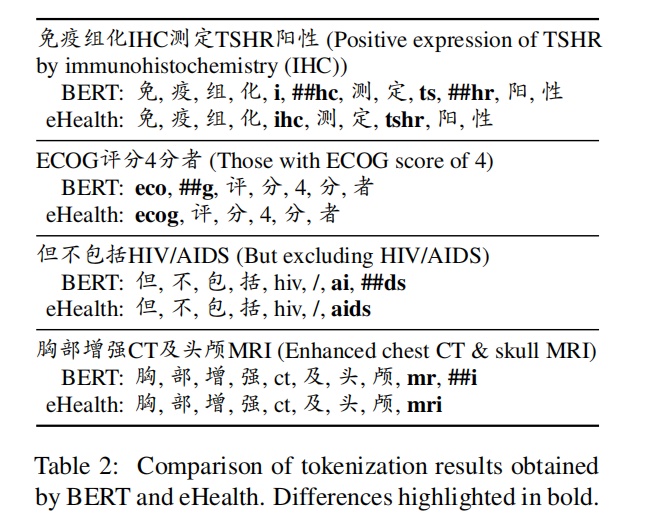 免疫组化IHC测定TSHR阳性 (Positive expression of TSHR
by immunohistochemistry (IHC))
BERT: 免, 疫, 组, 化, i, ##hc, 测, 定, ts, ##hr, 阳, 性
eHealth: 免, 疫, 组, 化, ihc, 测, 定, tshr, 阳, 性
ECOG评分4分者 (Those with ECOG score of 4)
BERT: eco, ##g, 评, 分, 4, 分, 者
eHealth: ecog, 评, 分, 4, 分, 者
但不包括HIV/AIDS (But excluding HIV/AIDS)
BERT: 但, 不, 包, 括, hiv, /, ai, ##ds
eHealth: 但, 不, 包, 括, hiv, /, aids
胸部增强CT及头颅MRI (Enhanced chest CT & skull MRI)
BERT: 胸, 部, 增, 强, ct, 及, 头, 颅, mr, ##i
eHealth: 胸, 部, 增, 强, ct, 及, 头, 颅, mri
Table 2: Comparison of tokenization results obtained
by BERT and eHealth. Differences highlighted in bold.